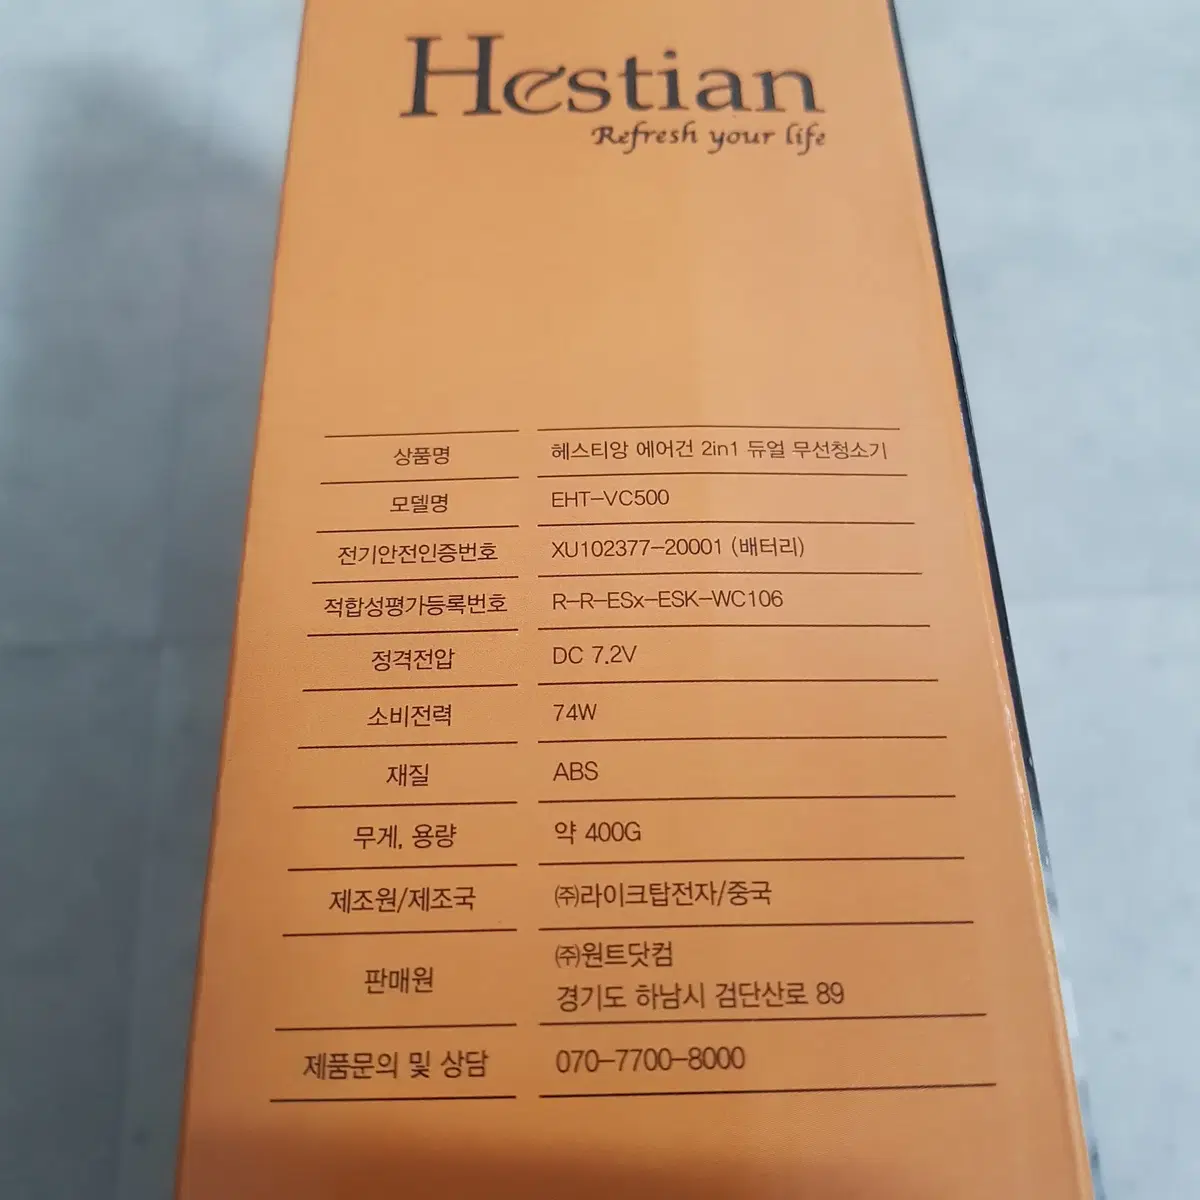 Hestian
Refresh your life
상품명 헤스티앙 에어건 2in1 듀얼 무선청소기
모델명 EHT-VC500
전기안전인증번호 XU102377-20001 (배터리)
적합성평가등록번호 R-R-ESx-ESK-WC106
정격전압 DC 7.2V
소비전력 74W
재질 ABS
무게, 용량 약 400G
제조원/제조국 ㈜라이크탑전자/중국
판매원 ㈜원트닷컴
경기도 하남시 검단산로 89
제품문의 및 상담 070-7700-8000